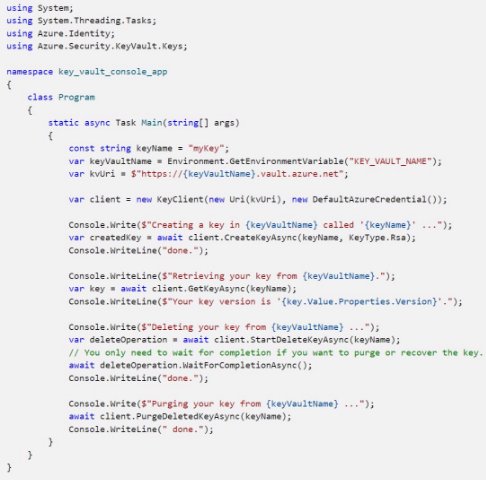 using System;
using System.Threading.Tasks;
using Azure.Identity;
using Azure.Security.KeyVault.Keys;

namespace key_vault_console_app
{
    class Program
    {
        static async Task Main(string[] args)
        {
            const string keyName = "myKey";
            var keyVaultName = Environment.GetEnvironmentVariable("KEY_VAULT_NAME");
            var kvUri = $"https://{keyVaultName}.vault.azure.net";

            var client = new KeyClient(new Uri(kvUri), new DefaultAzureCredential());

            Console.Write($"Creating a key in {keyVaultName} called '{keyName}' ...");
            var createdKey = await client.CreateKeyAsync(keyName, KeyType.Rsa);
            Console.WriteLine("done.");

            Console.WriteLine($"Retrieving your key from {keyVaultName}.");
            var key = await client.GetKeyAsync(keyName);
            Console.WriteLine($"Your key version is '{key.Value.Properties.Version}'.");

            Console.Write($"Deleting your key from {keyVaultName} ...");
            var deleteOperation = await client.StartDeleteKeyAsync(keyName);
            // You only need to wait for completion if you want to purge or recover the key.
            await deleteOperation.WaitForCompletionAsync();
            Console.WriteLine("done.");

            Console.Write($"Purging your key from {keyVaultName} ...");
            await client.PurgeDeletedKeyAsync(keyName);
            Console.WriteLine(" done.");
        }
    }
}